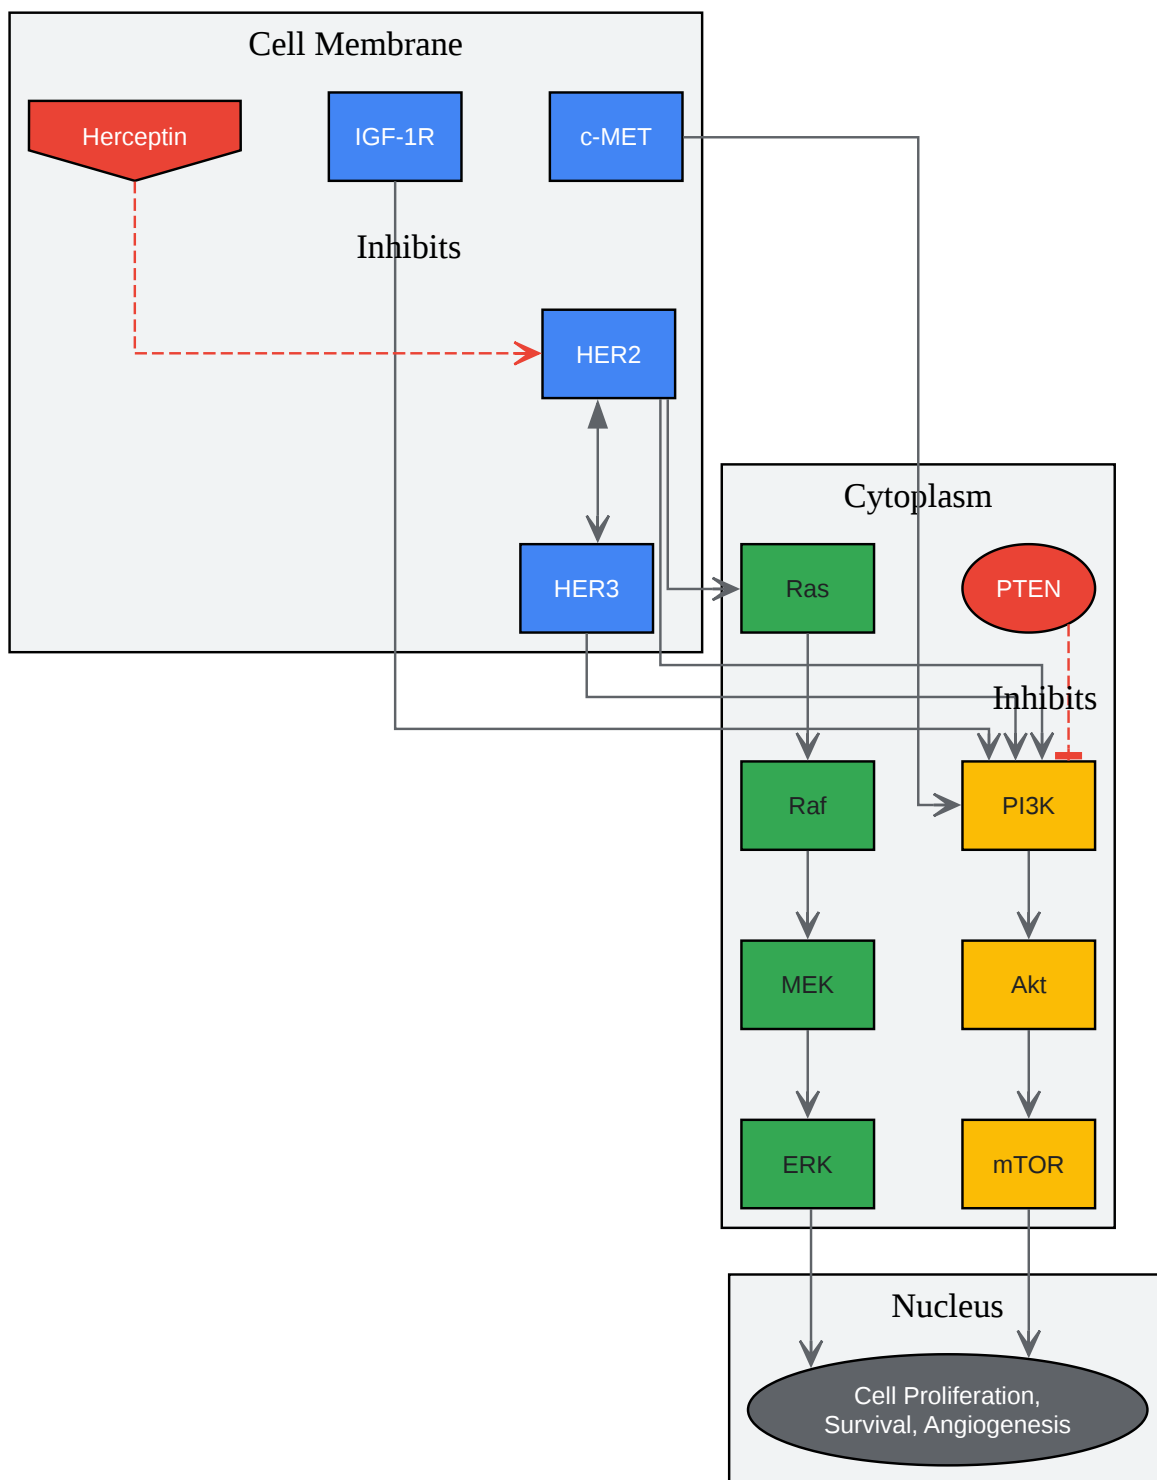 Cell Membrane
Herceptin
IGF-1R
c-MET
Inhibits
HER2
HER3
Cytoplasm
Ras
PTEN
Inhibits
Raf
PI3K
MEK
Akt
ERK
mTOR
Nucleus
Cell Proliferation,
Survival, Angiogenesis